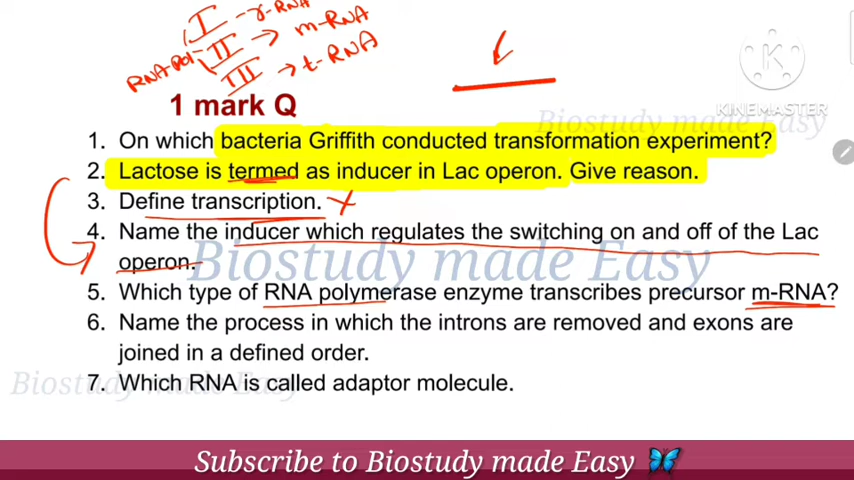 I - r-RNA
RNA-Pol - II → m-RNA
III → t-RNA
KINEMASTER
1 mark Q
Biostudy made Easy
1. On which bacteria Griffith conducted transformation experiment?
2. Lactose is termed as inducer in Lac operon. Give reason.
3. Define transcription. ×
4. Name the inducer which regulates the switching on and off of the Lac
operon.
Biostudy made Easy
5. Which type of RNA polymerase enzyme transcribes precursor m-RNA?
6. Name the process in which the introns are removed and exons are
joined in a defined order.
7. Which RNA is called adaptor molecule.
Biostudy made Easy
Subscribe to Biostudy made Easy 🦋